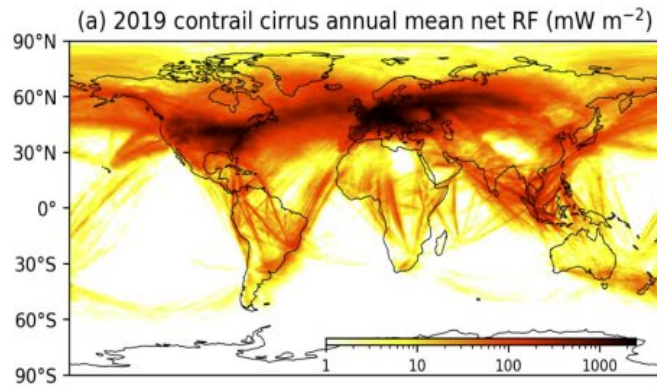 (a) 2019 contrail cirrus annual mean net RF (mW m⁻²)
90°N
60°N
30°N
0°
30°S
60°S
90°S
1 10 100 1000